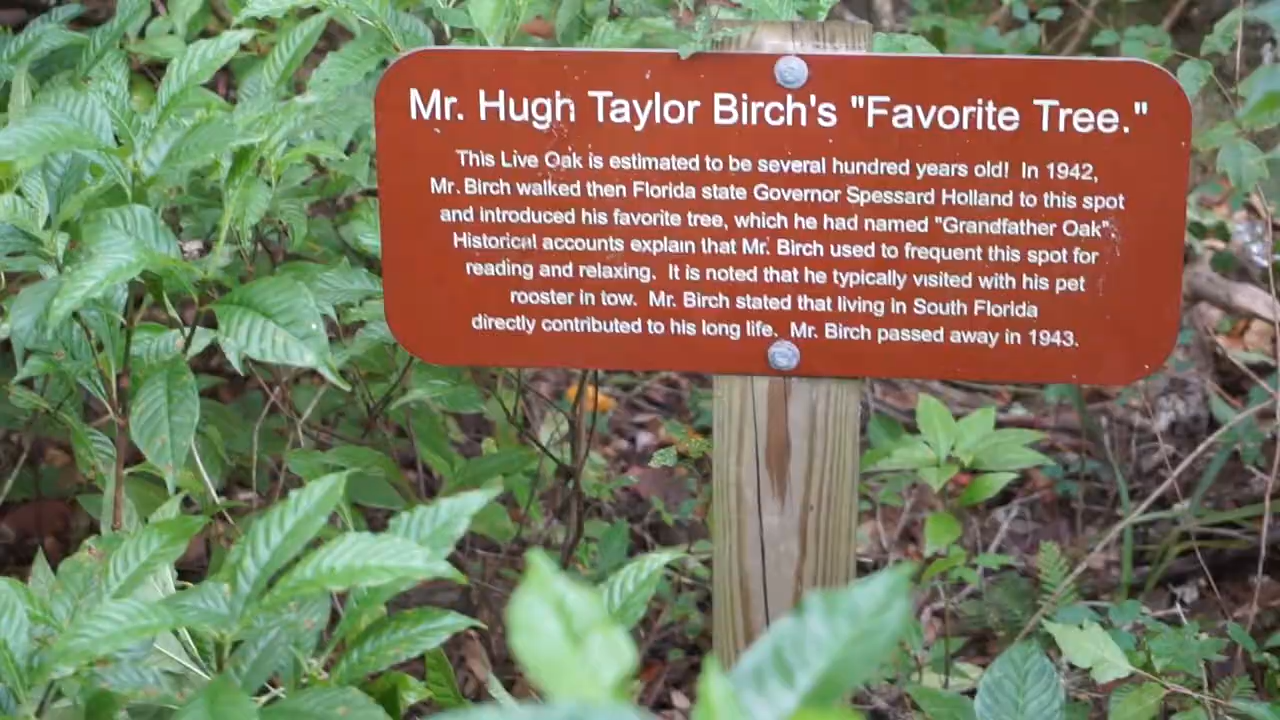 Mr. Hugh Taylor Birch's "Favorite Tree."
This Live Oak is estimated to be several hundred years old! In 1942,
Mr. Birch walked then Florida state Governor Spessard Holland to this spot
and introduced his favorite tree, which he had named "Grandfather Oak".
Historical accounts explain that Mr. Birch used to frequent this spot for
reading and relaxing. It is noted that he typically visited with his pet
rooster in tow. Mr. Birch stated that living in South Florida
directly contributed to his long life. Mr. Birch passed away in 1943.